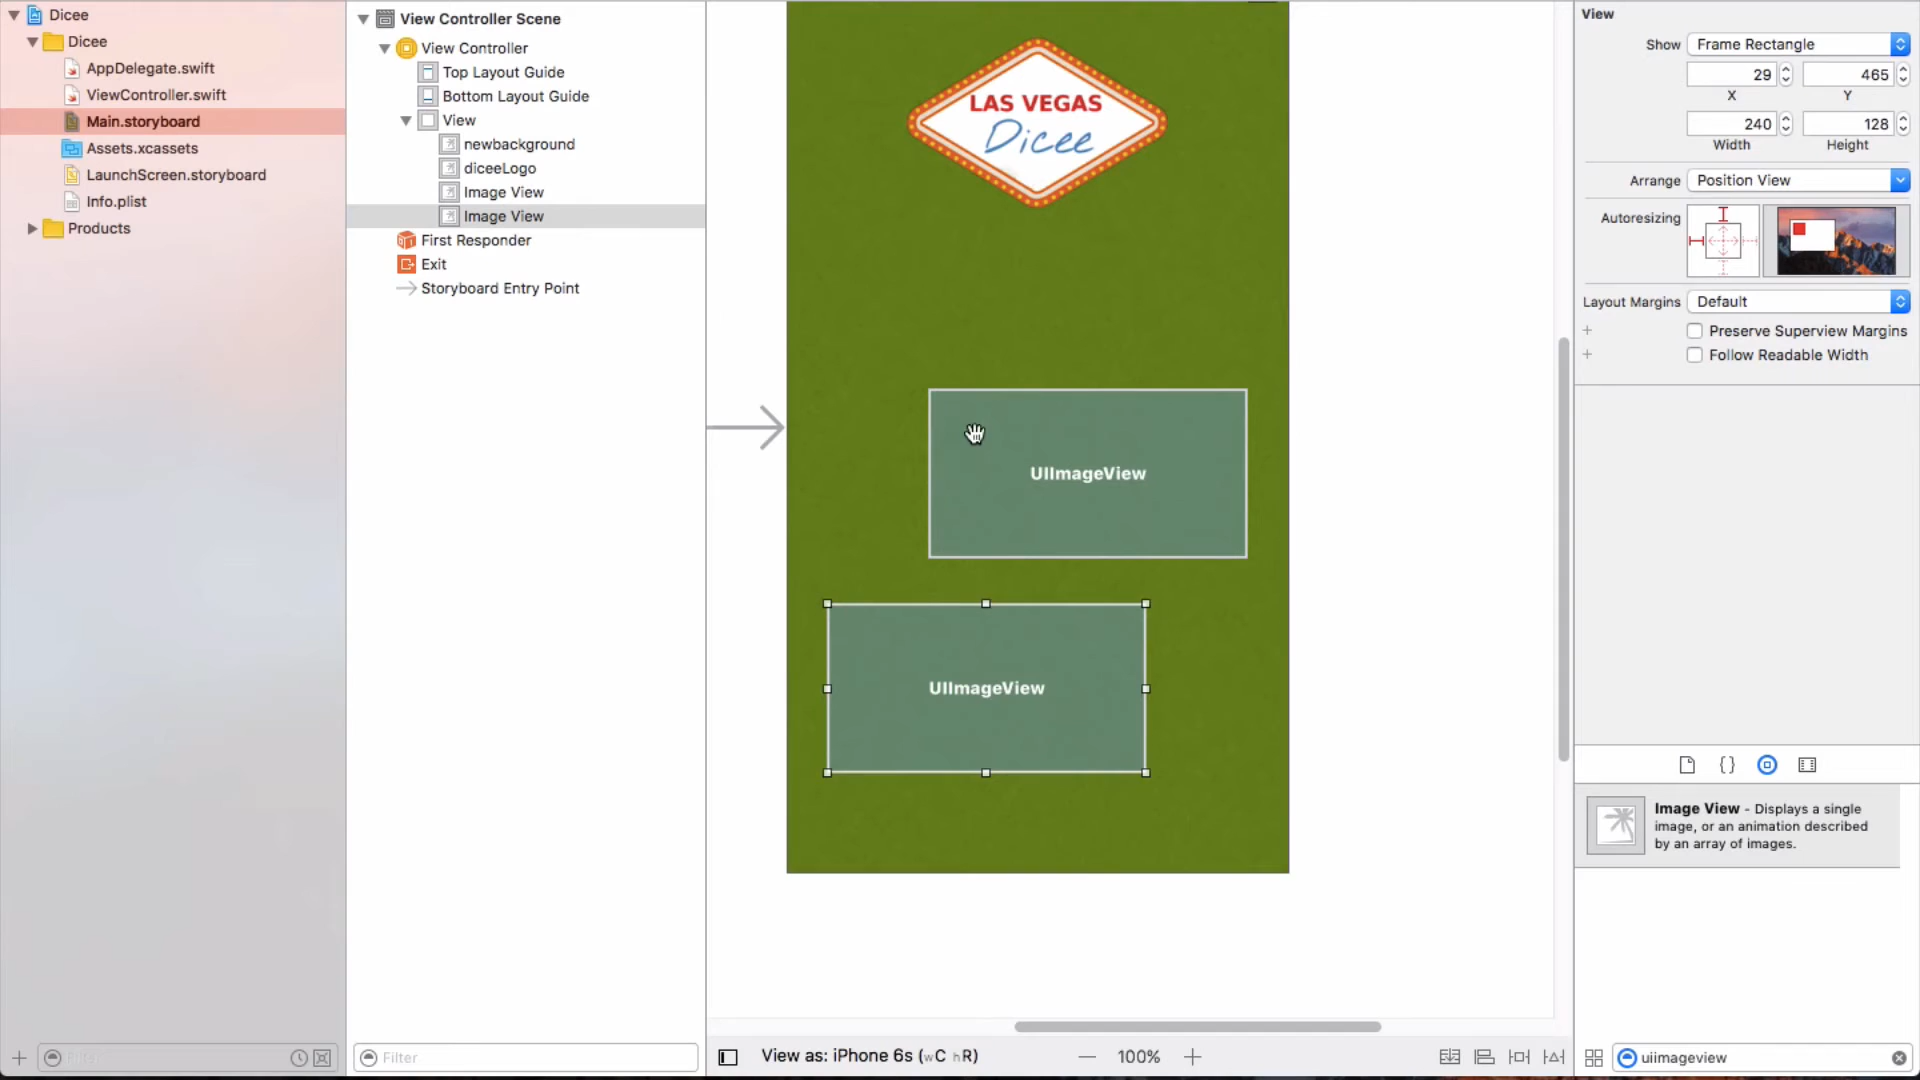 Dicee
Dicee
AppDelegate.swift
ViewController.swift
Main.storyboard
Assets.xcassets
LaunchScreen.storyboard
Info.plist
Products
Filter
View Controller Scene
View Controller
Top Layout Guide
Bottom Layout Guide
View
newbackground
diceeLogo
Image View
Image View
First Responder
Exit
Storyboard Entry Point
Filter
LAS VEGAS
Dicee
UIImageView
UIImageView
View as: iPhone 6s (wC hR)
100%
View
Show Frame Rectangle
29 465
X Y
240 128
Width Height
Arrange Position View
Autoresizing
Layout Margins Default
Preserve Superview Margins
Follow Readable Width
{}
Image View - Displays a single
image, or an animation described
by an array of images.
uiimageview